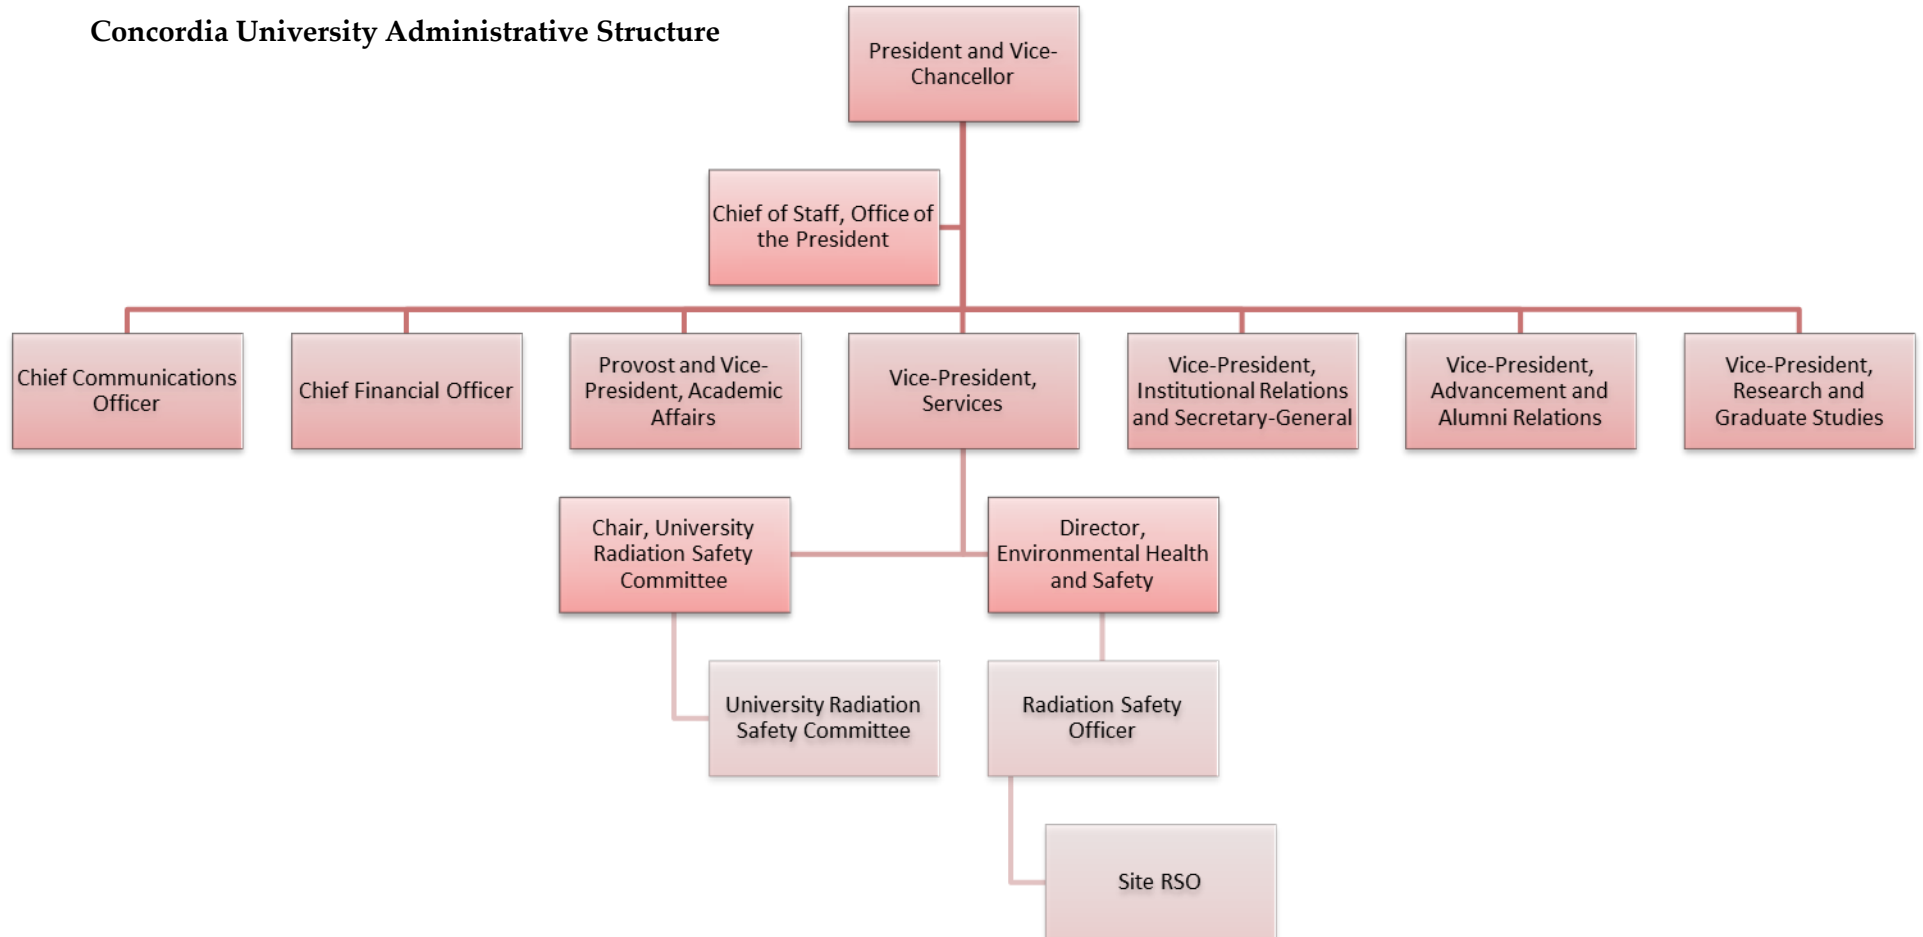 Concordia University Administrative Structure
President and Vice-
Chancellor
Chief of Staff, Office of
the President
Chief Communications
Officer
Chief Financial Officer
Provost and Vice-
President, Academic
Affairs
Vice-President,
Services
Vice-President,
Institutional Relations
and Secretary-General
Vice-President,
Advancement and
Alumni Relations
Vice-President,
Research and
Graduate Studies
Chair, University
Radiation Safety
Committee
Director,
Environmental Health
and Safety
University Radiation
Safety Committee
Radiation Safety
Officer
Site RSO